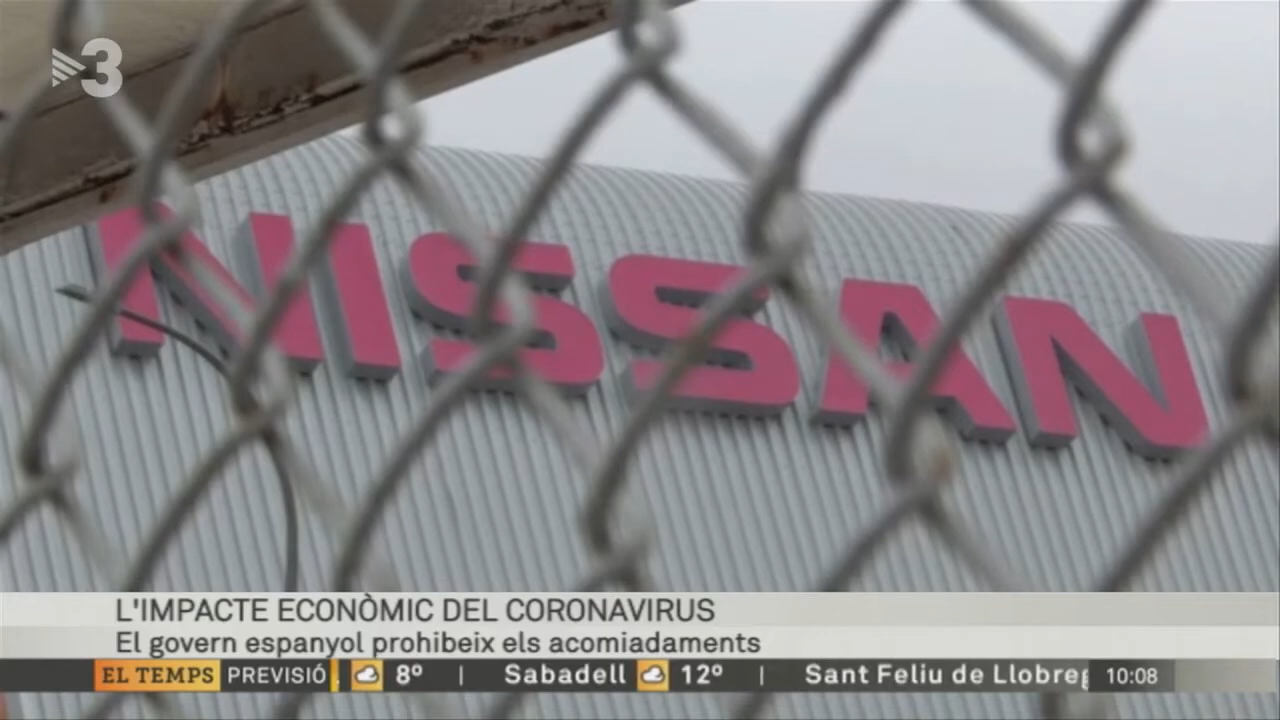 3
NISSAN
L'IMPACTE ECONÒMIC DEL CORONAVIRUS
El govern espanyol prohibeix els acomiadaments
EL TEMPS PREVISIÓ 8º | Sabadell 12º | Sant Feliu de Llobreg 10:08